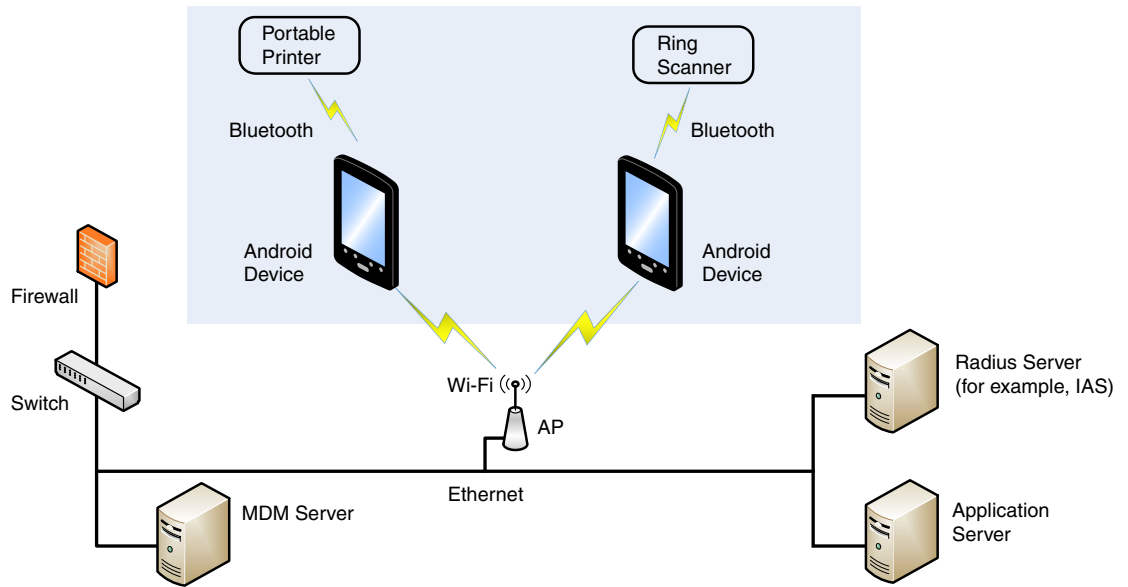 Portable
Printer
Ring
Scanner
Bluetooth
Bluetooth
Android
Device
Android
Device
Firewall
Switch
Wi-Fi
AP
Radius Server
(for example, IAS)
Ethernet
MDM Server
Application
Server